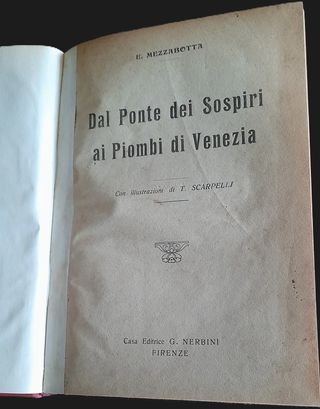 E. MEZZABOTTA
Dal Ponte dei Sospiri
ai Piombi di Venezia
Con illustrazioni di T. SCARPELLI
Casa Editrice G. NERBINI
FIRENZE